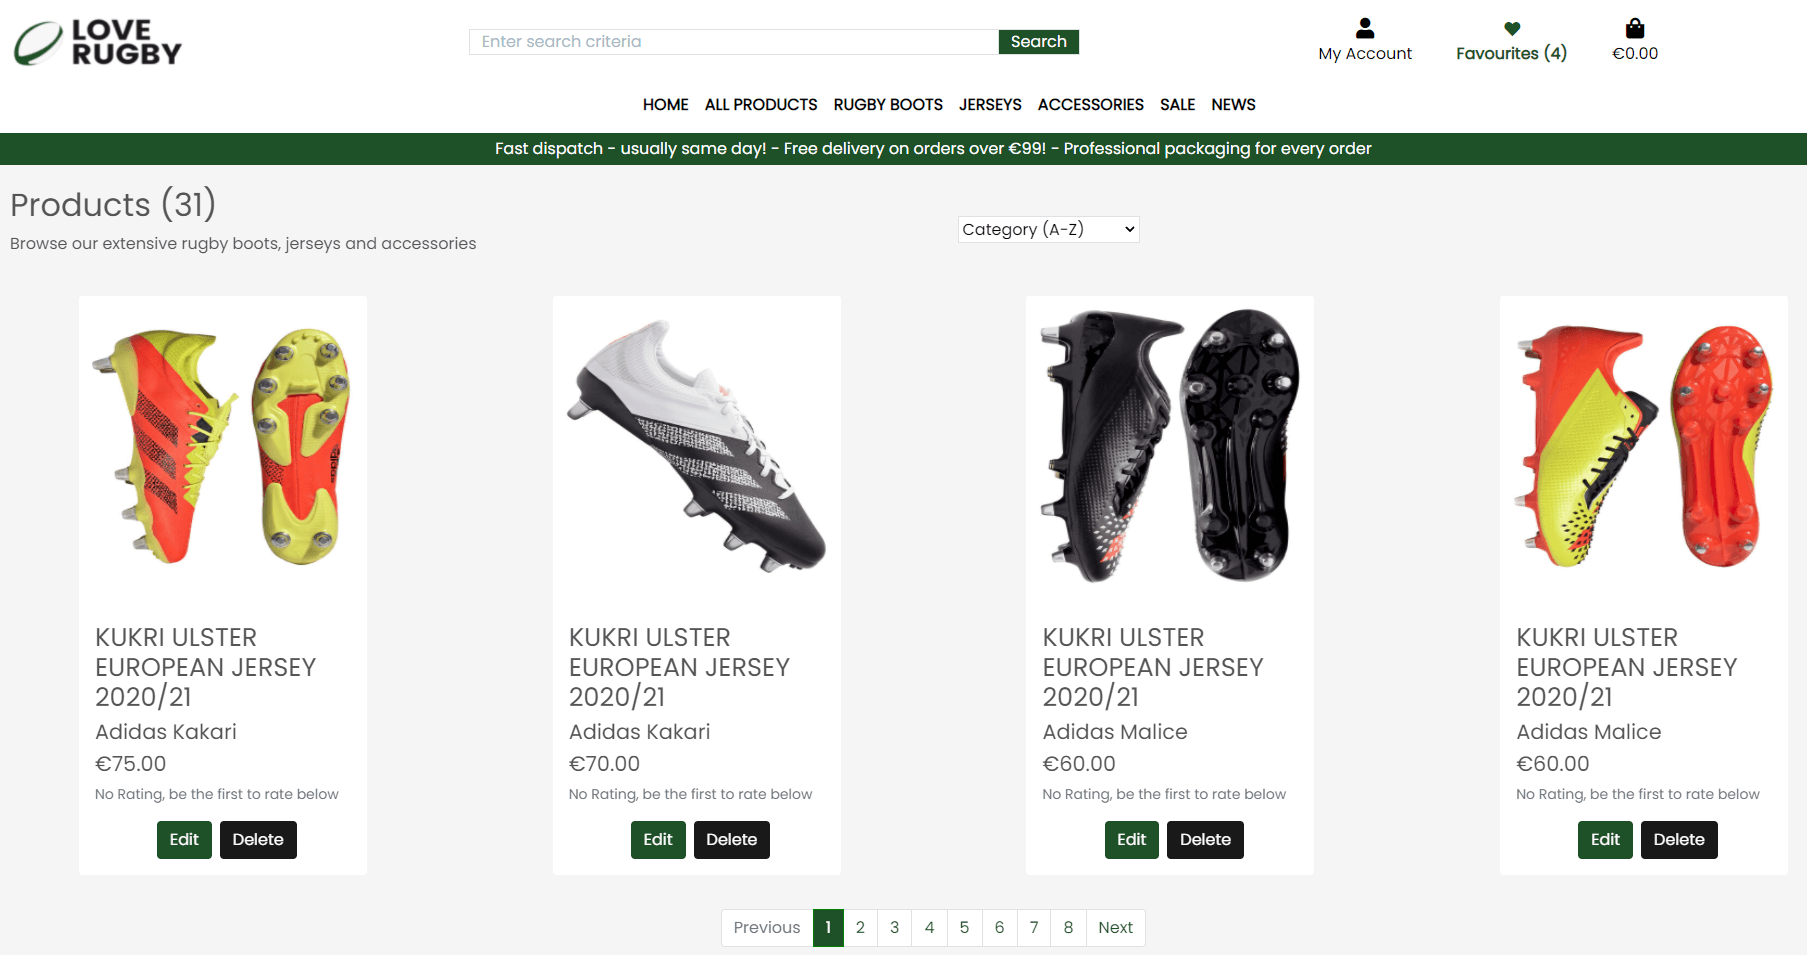 LOVE
RUGBY
Enter search criteria
Search
My Account
Favourites (4)
€0.00
HOME ALL PRODUCTS RUGBY BOOTS JERSEYS ACCESSORIES SALE NEWS
Fast dispatch - usually same day! - Free delivery on orders over €99! - Professional packaging for every order
Products (31)
Browse our extensive rugby boots, jerseys and accessories
Category (A-Z)
KUKRI ULSTER
EUROPEAN JERSEY
2020/21
Adidas Kakari
€75.00
No Rating, be the first to rate below
Edit
Delete
KUKRI ULSTER
EUROPEAN JERSEY
2020/21
Adidas Kakari
€70.00
No Rating, be the first to rate below
Edit
Delete
KUKRI ULSTER
EUROPEAN JERSEY
2020/21
Adidas Malice
€60.00
No Rating, be the first to rate below
Edit
Delete
KUKRI ULSTER
EUROPEAN JERSEY
2020/21
Adidas Malice
€60.00
No Rating, be the first to rate below
Edit
Delete
Previous 1 2 3 4 5 6 7 8 Next